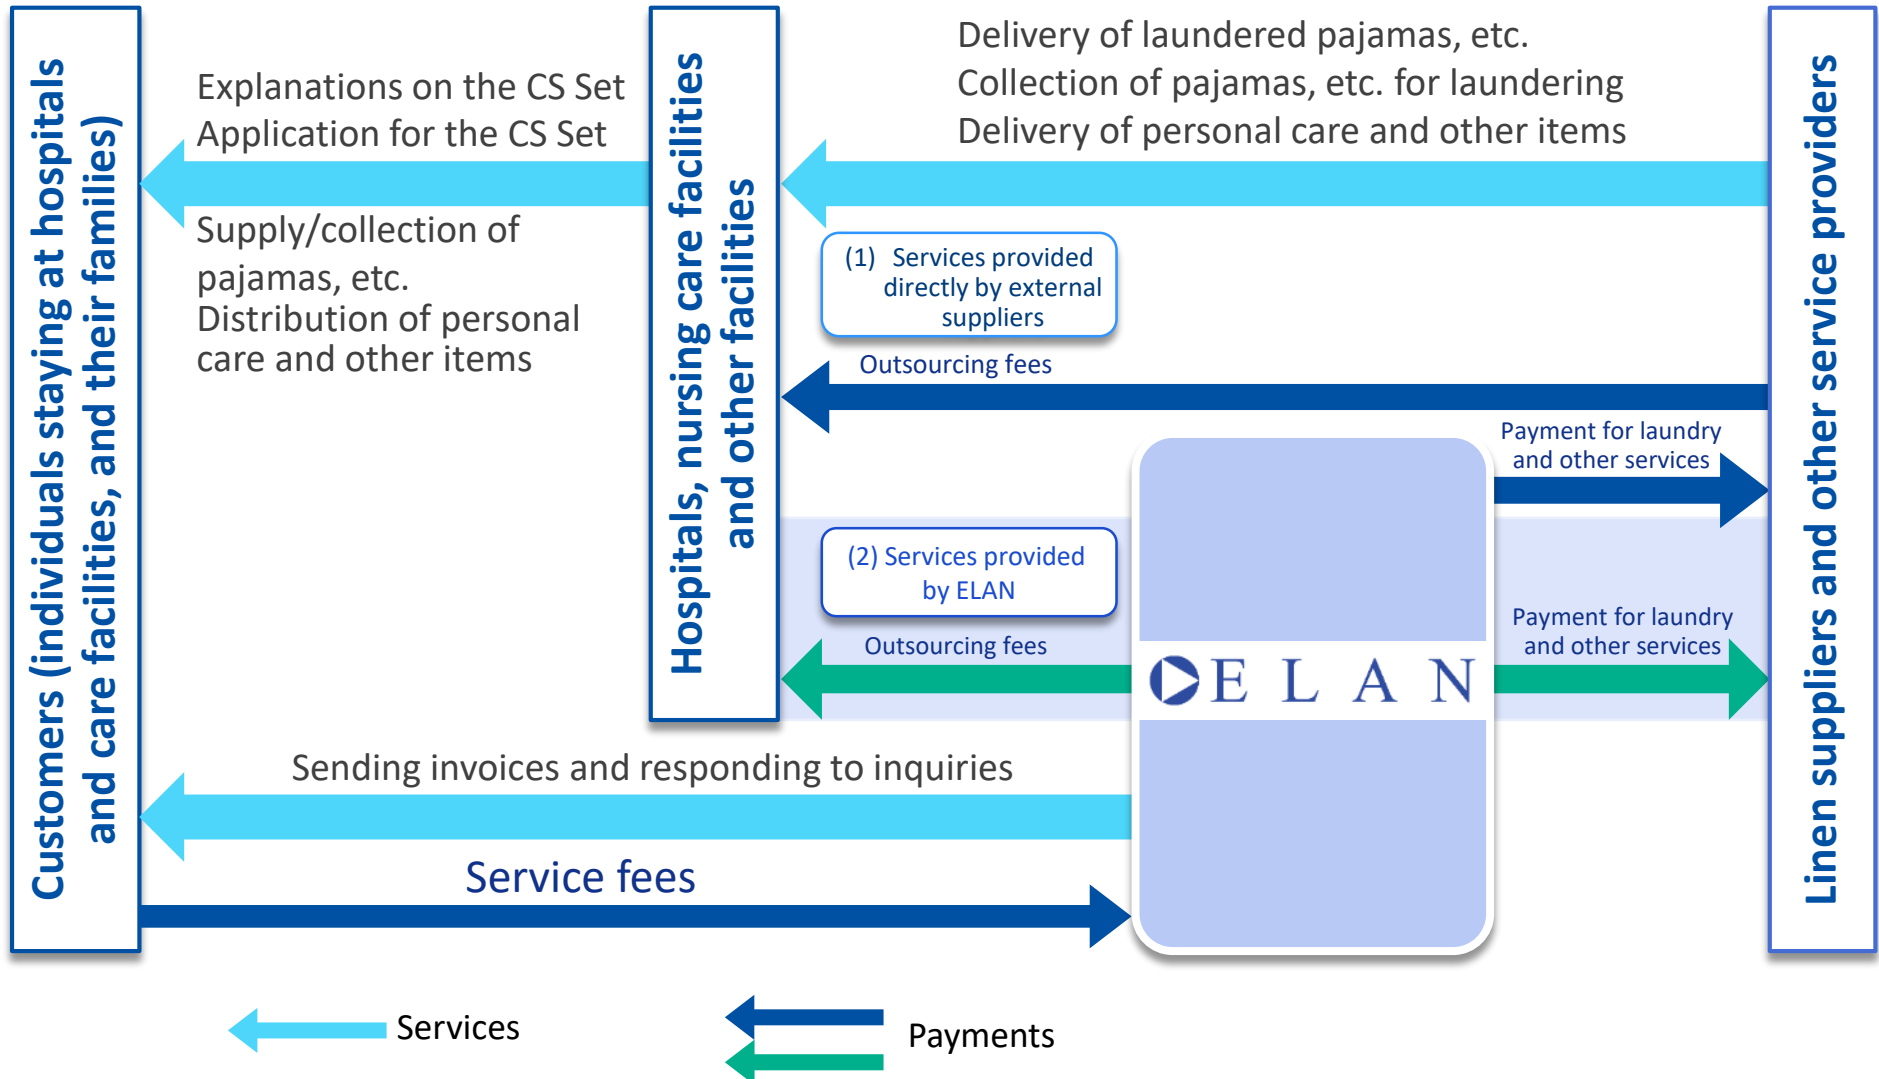 Customers (individuals staying at hospitals
and care facilities, and their families)
Explanations on the CS Set
Application for the CS Set
Supply/collection of
pajamas, etc.
Distribution of personal
care and other items
Hospitals, nursing care facilities
and other facilities
Delivery of laundered pajamas, etc.
Collection of pajamas, etc. for laundering
Delivery of personal care and other items
(1) Services provided
directly by external
suppliers
Outsourcing fees
Payment for laundry
and other services
(2) Services provided
by ELAN
Outsourcing fees
Payment for laundry
and other services
ELAN
Linen suppliers and other service providers
Sending invoices and responding to inquiries
Service fees
Services
Payments